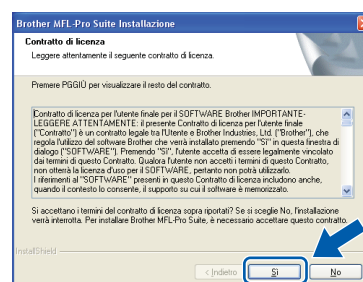 Brother MFL-Pro Suite Installazione
Contratto di licenza
Leggere attentamente il seguente contratto di licenza.
Premere PGGIÙ per visualizzare il resto del contratto.
Contratto di licenza per l'utente finale per il SOFTWARE Brother IMPORTANTE-
LEGGERE ATTENTAMENTE: il presente Contratto di licenza per l'utente finale
("Contratto") è un contratto legale tra l'Utente e Brother Industries, Ltd. ("Brother"), che
regola l'utilizzo del software Brother che verrà installato premendo "Sì" in questa finestra di
dialogo ("SOFTWARE"). Premendo "Sì", l'utente accetta di essere legalmente vincolato
dai termini di questo Contratto. Qualora l'utente non accetti i termini di questo Contratto,
non otterrà la licenza d'uso per il SOFTWARE, pertanto non potrà utilizzarlo.
I riferimenti al "SOFTWARE" presenti in questo Contratto di licenza includono anche,
quando il contesto lo consente, il supporto su cui il software è memorizzato.
Si accettano i termini del contratto di licenza sopra riportati? Se si sceglie No, l'installazione
verrà interrotta. Per installare Brother MFL-Pro Suite, è necessario accettare questo contratto.
InstallShield
< Indietro
Sì
No